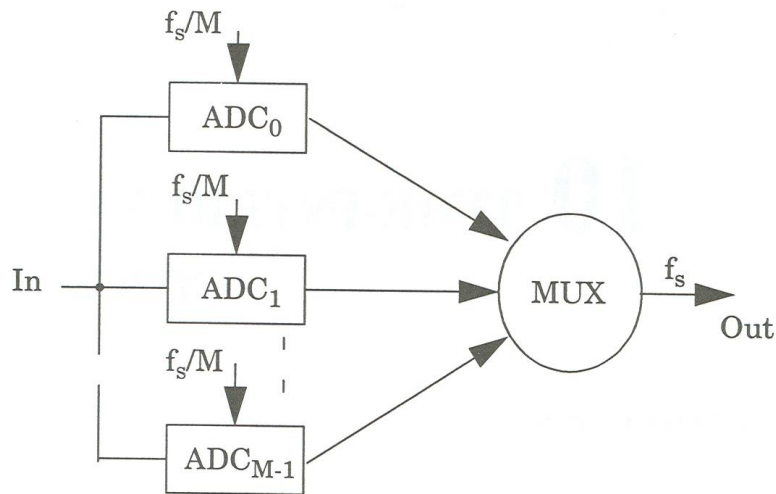 fs/M
ADC0
fs/M
In
ADC1
MUX
fs
Out
fs/M
ADCM-1